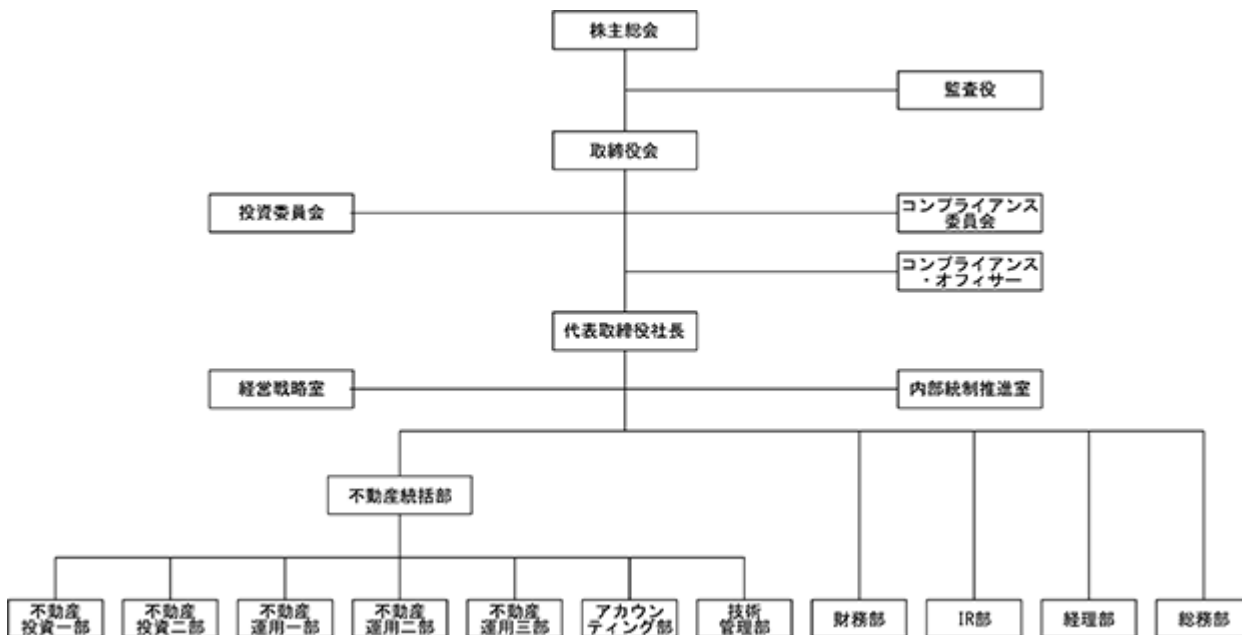 株主総会
監査役
取締役会
投資委員会
コンプライアンス
委員会
コンプライアンス
・オフィサー
代表取締役社長
経営戦略室
内部統制推進室
不動産統括部
不動産
投資一部
不動産
投資二部
不動産
運用一部
不動産
運用二部
不動産
運用三部
アカウン
ティング部
技術
管理部
財務部
IR部
経理部
総務部